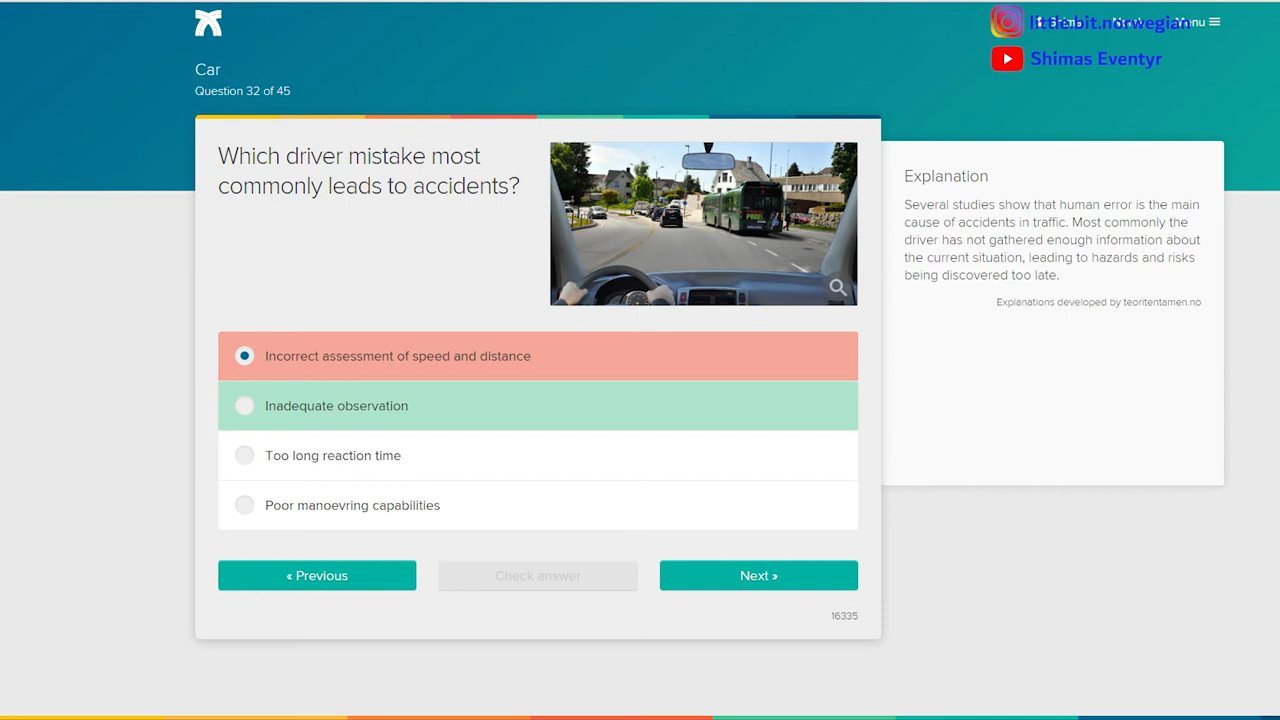 little.bit.norwegian
Menu
Shimas Eventyr
Car
Question 32 of 45
Which driver mistake most
commonly leads to accidents?
Incorrect assessment of speed and distance
Inadequate observation
Too long reaction time
Poor manoevring capabilities
« Previous
Check answer
Next »
16335
Explanation
Several studies show that human error is the main
cause of accidents in traffic. Most commonly the
driver has not gathered enough information about
the current situation, leading to hazards and risks
being discovered too late.
Explanations developed by teoritentamen.no